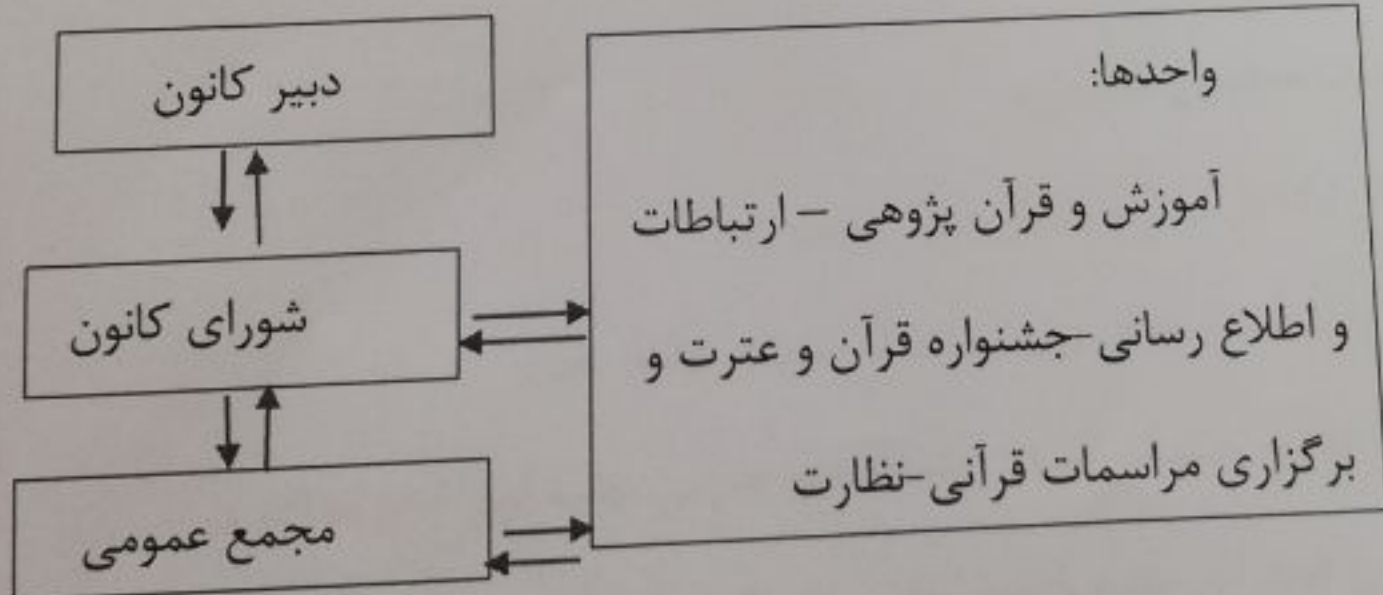 دبیر کانون
شورای کانون
مجمع عمومی
واحدها:
آموزش و قرآن پژوهی – ارتباطات
و اطلاع رسانی-جشنواره قرآن و عترت و
برگزاری مراسمات قرآنی-نظارت